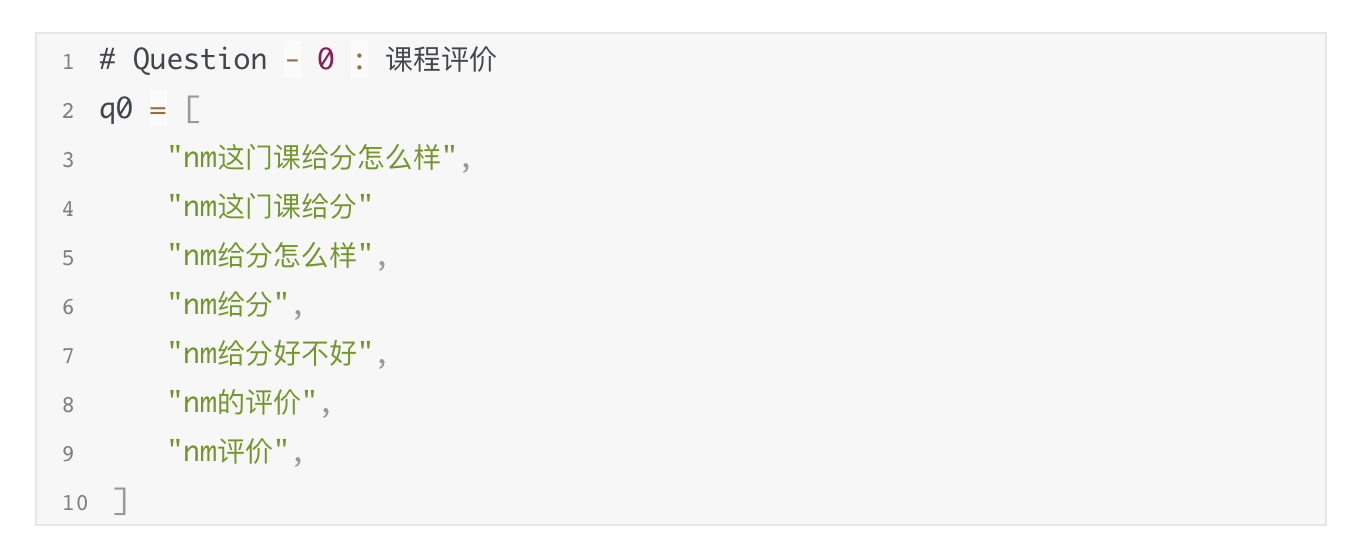 1 # Question - 0 : 课程评价
2 q0 = [
3 "nm这门课给分怎么样",
4 "nm这门课给分"
5 "nm给分怎么样",
6 "nm给分",
7 "nm给分好不好",
8 "nm的评价",
9 "nm评价",
10 ]